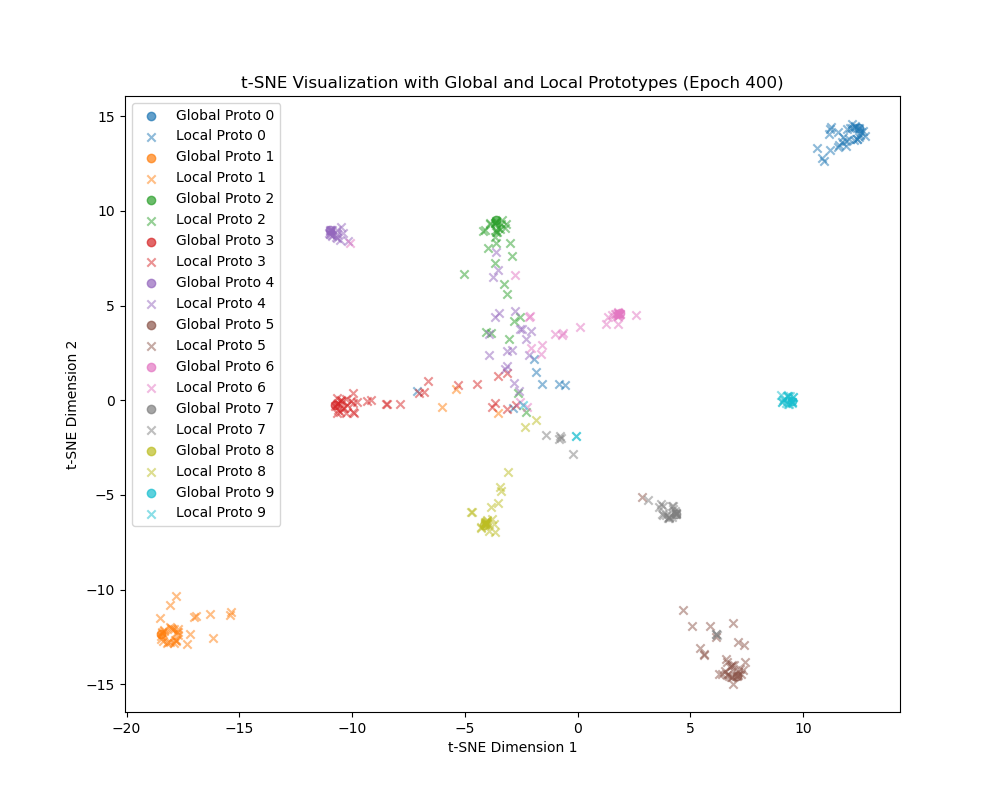 t-SNE Visualization with Global and Local Prototypes (Epoch 400)
Global Proto 0
Local Proto 0
Global Proto 1
Local Proto 1
Global Proto 2
Local Proto 2
Global Proto 3
Local Proto 3
Global Proto 4
Local Proto 4
Global Proto 5
Local Proto 5
Global Proto 6
Local Proto 6
Global Proto 7
Local Proto 7
Global Proto 8
Local Proto 8
Global Proto 9
Local Proto 9
t-SNE Dimension 2
15
10
5
0
−5
−10
−15
−20
−15
−10
−5
0
5
10
t-SNE Dimension 1